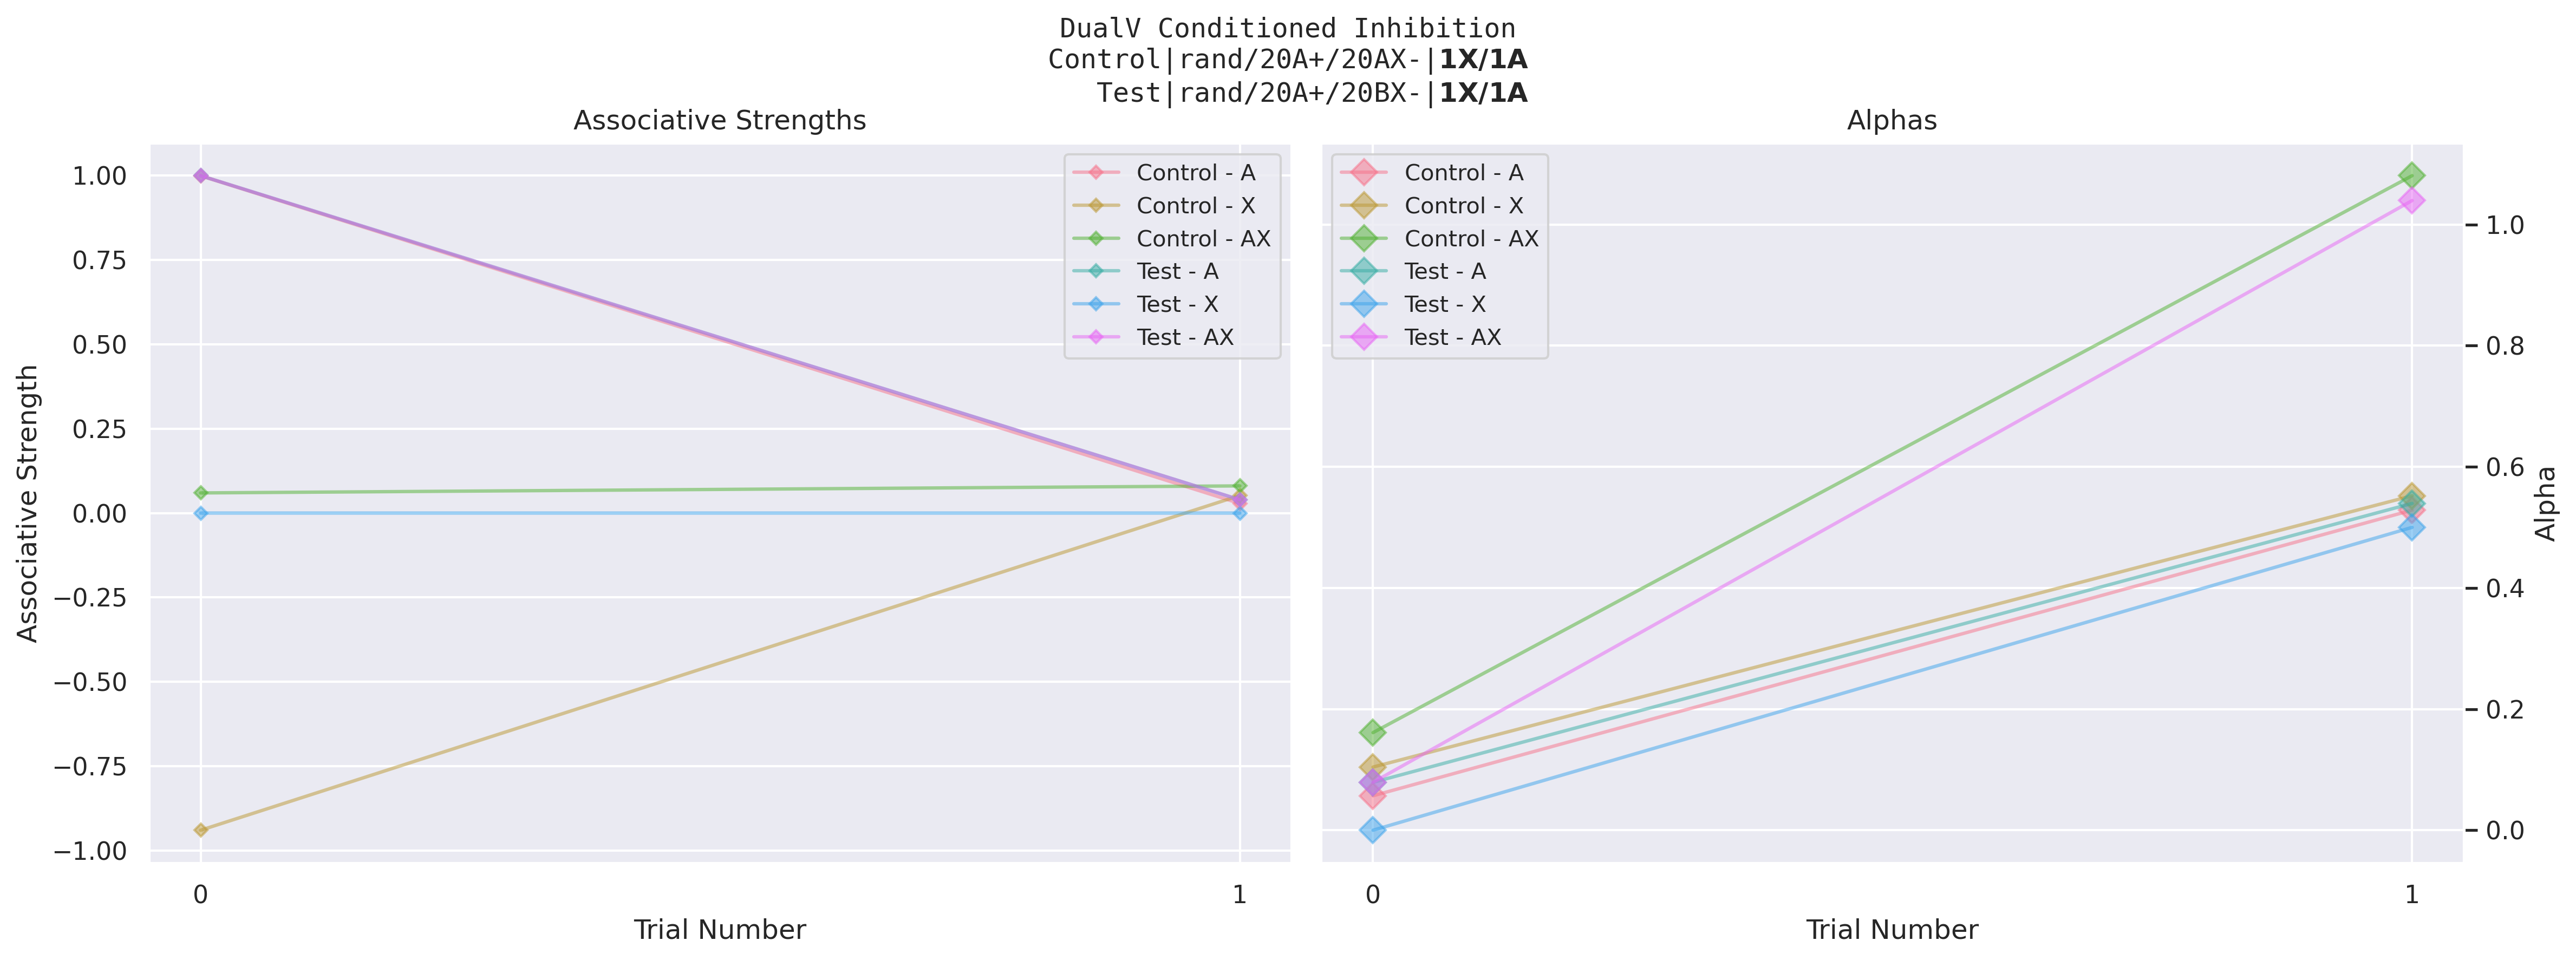 DualV Conditioned Inhibition
Control|rand/20A+/20AX-|1X/1A
Test|rand/20A+/20BX-|1X/1A
Associative Strengths
Associative Strength
1.00
0.75
0.50
0.25
0.00
−0.25
−0.50
−0.75
−1.00
Control - A
Control - X
Control - AX
Test - A
Test - X
Test - AX
0
1
Trial Number
Alphas
Control - A
Control - X
Control - AX
Test - A
Test - X
Test - AX
1.0
0.8
0.6
0.4
0.2
0.0
Alpha
0
1
Trial Number